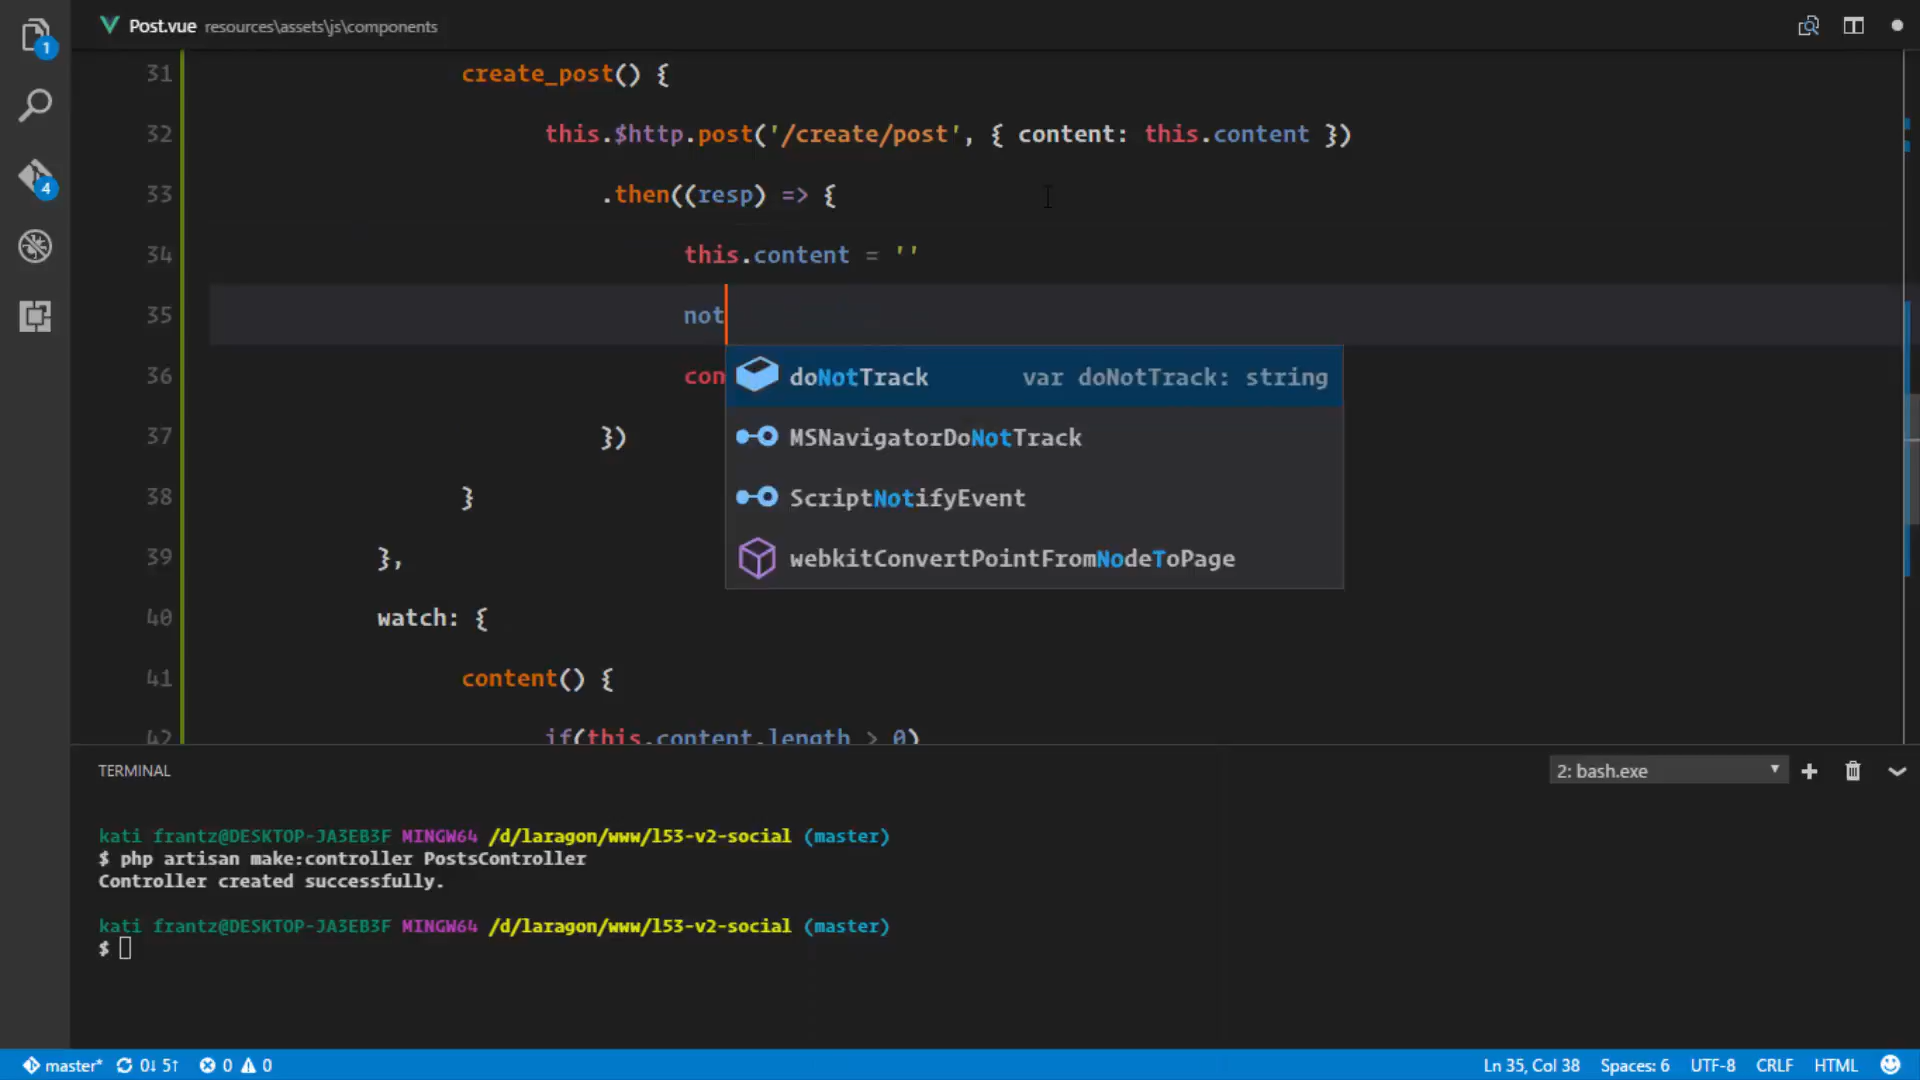 Post.vue resources\assets\js\components
1
4
31 create_post() {
32 this.$http.post('/create/post', { content: this.content })
33 .then((resp) => {
34 this.content = ''
35 not
36 con
doNotTrack var doNotTrack: string
MSNavigatorDoNotTrack
ScriptNotifyEvent
webkitConvertPointFromNodeToPage
37 })
38 }
39 },
40 watch: {
41 content() {
42 if(this.content.length > 0)
TERMINAL
2: bash.exe
kati frantz@DESKTOP-JA3EB3F MINGW64 /d/laragon/www/l53-v2-social (master)
$ php artisan make:controller PostsController
Controller created successfully.
kati frantz@DESKTOP-JA3EB3F MINGW64 /d/laragon/www/l53-v2-social (master)
$
master* 0↓ 5↑ 0 0 Ln 35, Col 38 Spaces: 6 UTF-8 CRLF HTML